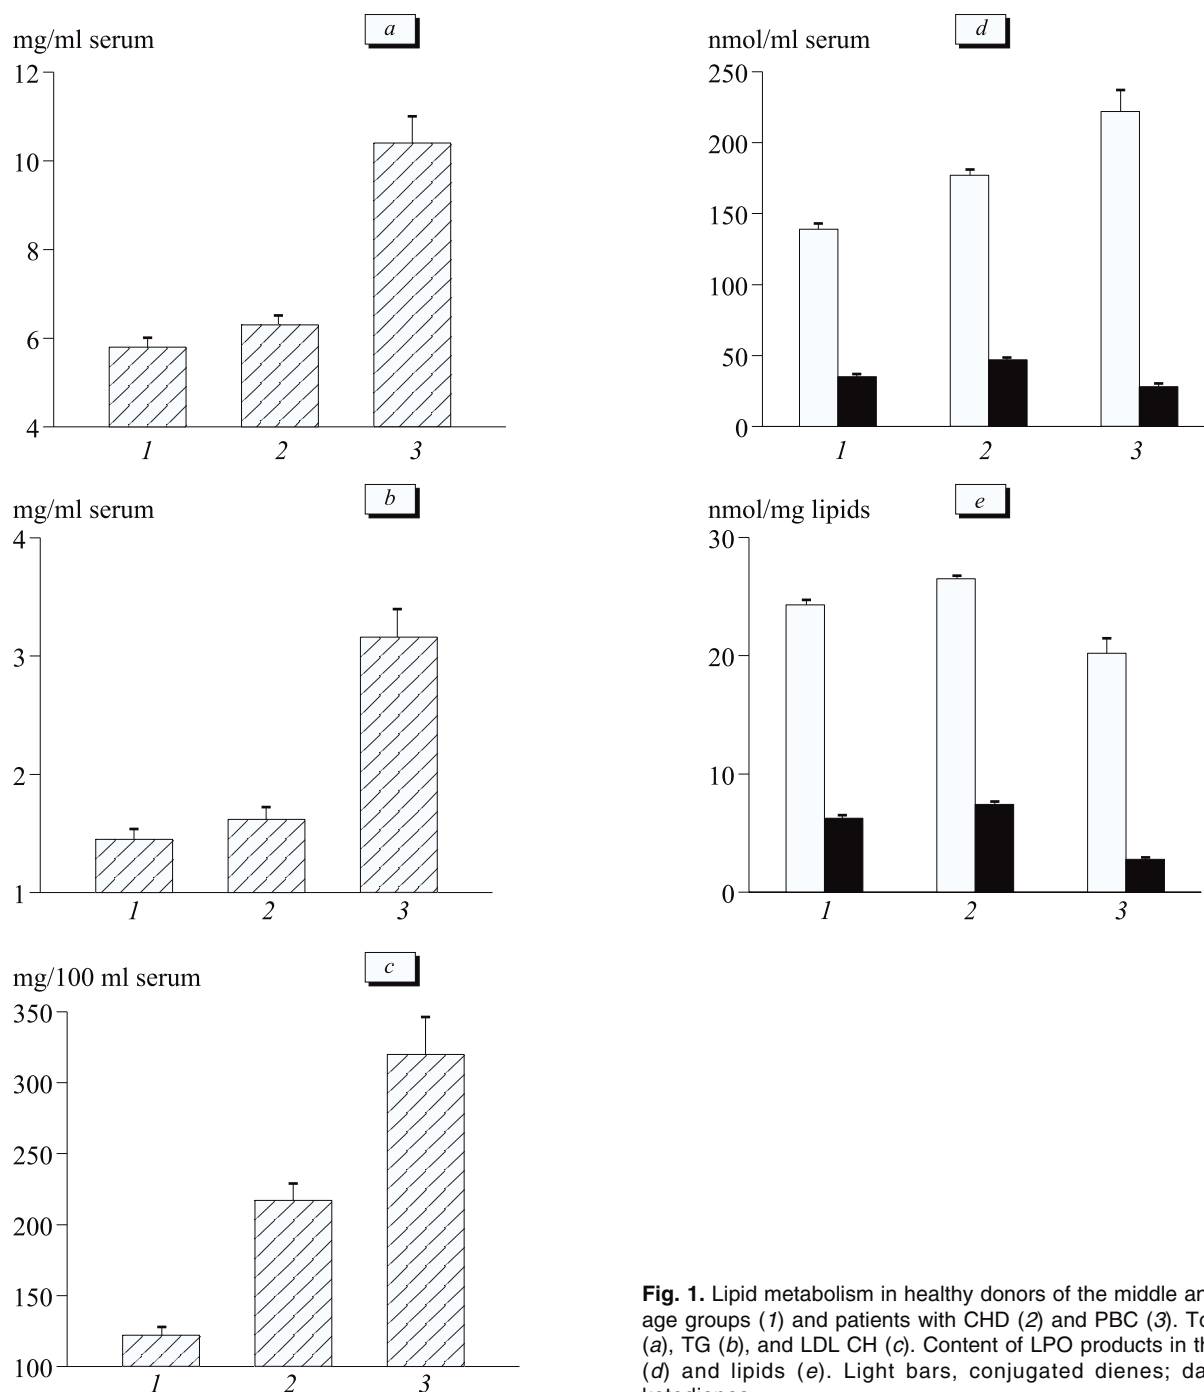 a
mg/ml serum
12
10
8
6
4
1 2 3
b
mg/ml serum
4
3
2
1
1 2 3
c
mg/100 ml serum
350
300
250
200
150
100
1 2 3
d
nmol/ml serum
250
200
150
100
50
0
1 2 3
e
nmol/mg lipids
30
20
10
0
1 2 3
Fig. 1. Lipid metabolism in healthy donors of the middle
age groups (1) and patients with CHD (2) and PBC (3).
(a), TG (b), and LDL CH (c). Content of LPO products in
(d) and lipids (e). Light bars, conjugated dienes;